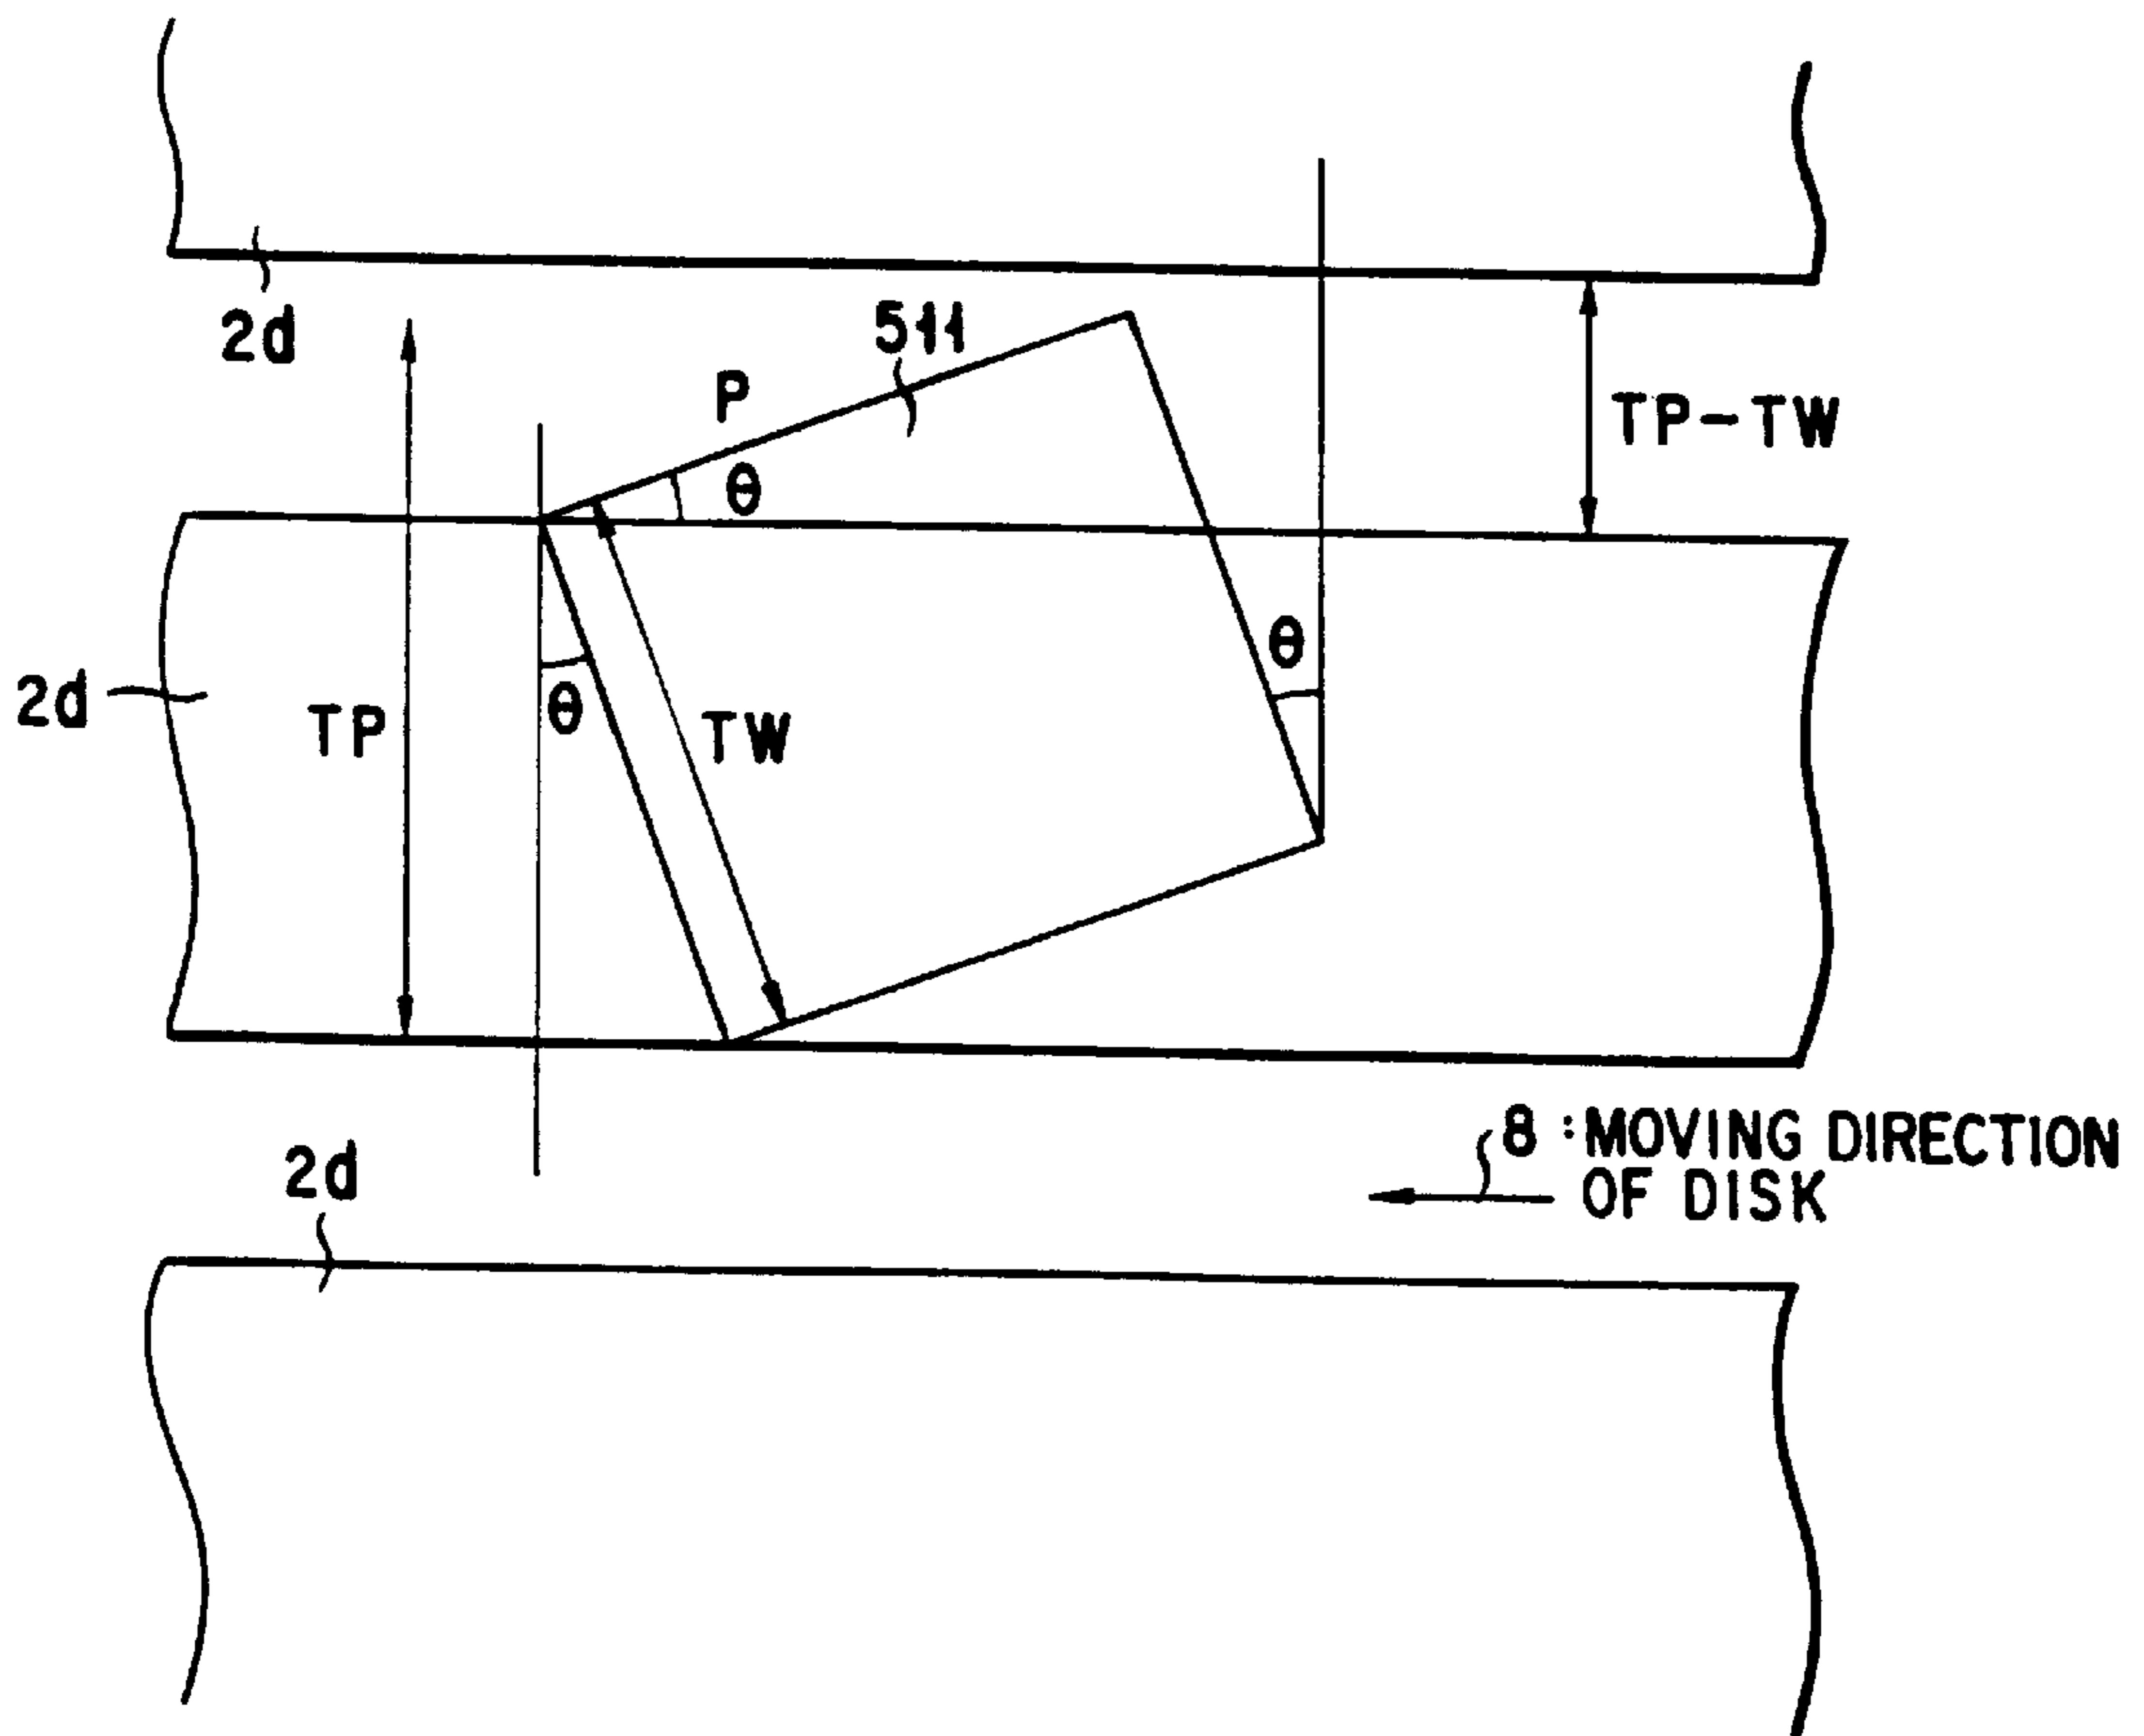 2d
511
P
TP-TW
θ
θ
2d
TP
θ
TW
8 :MOVING DIRECTION
OF DISK
2d